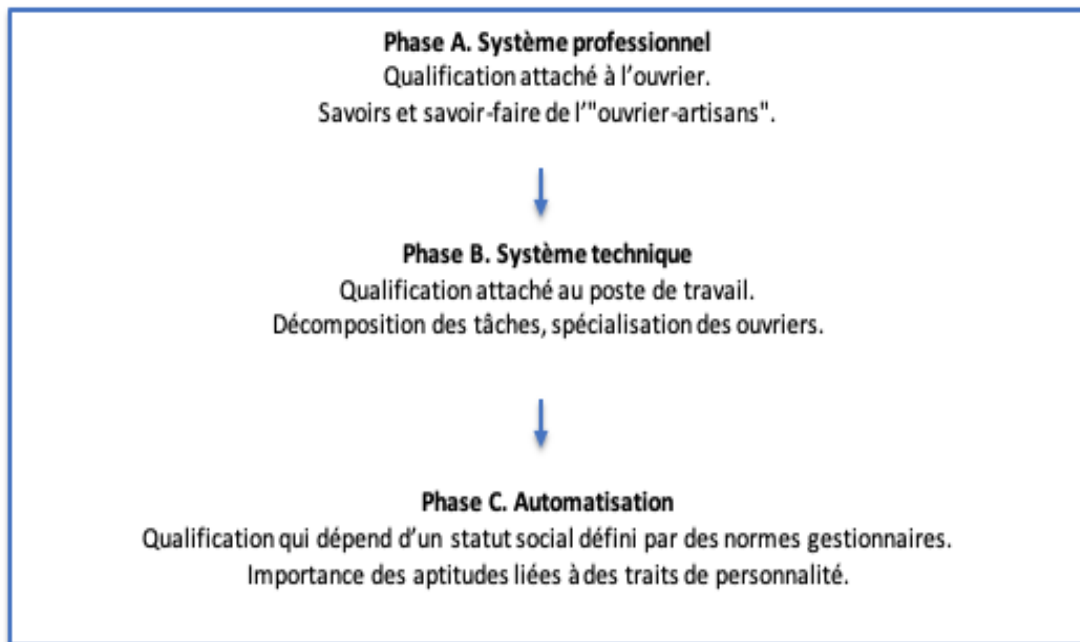 Phase A. Système professionnel
Qualification attaché à l'ouvrier.
Savoirs et savoir-faire de l'"ouvrier-artisans".
Phase B. Système technique
Qualification attaché au poste de travail.
Décomposition des tâches, spécialisation des ouvriers.
Phase C. Automatisation
Qualification qui dépend d'un statut social défini par des normes gestionnaires.
Importance des aptitudes liées à des traits de personnalité.